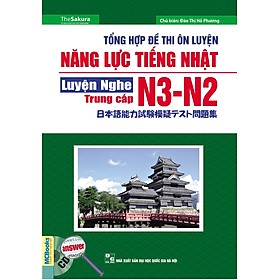 TheSakura
Chủ biên: Đào Thị Hồ Phương
TỔNG HỢP ĐỀ THI ÔN LUYỆN
NĂNG LỰC TIẾNG NHẬT
Luyện Nghe
Trung cấp
N3-N2
日本語能力試験模疑テスト問題集
MCBooks
CD
answer
NHÀ XUẤT BẢN ĐẠI HỌC QUỐC GIA HÀ NỘI